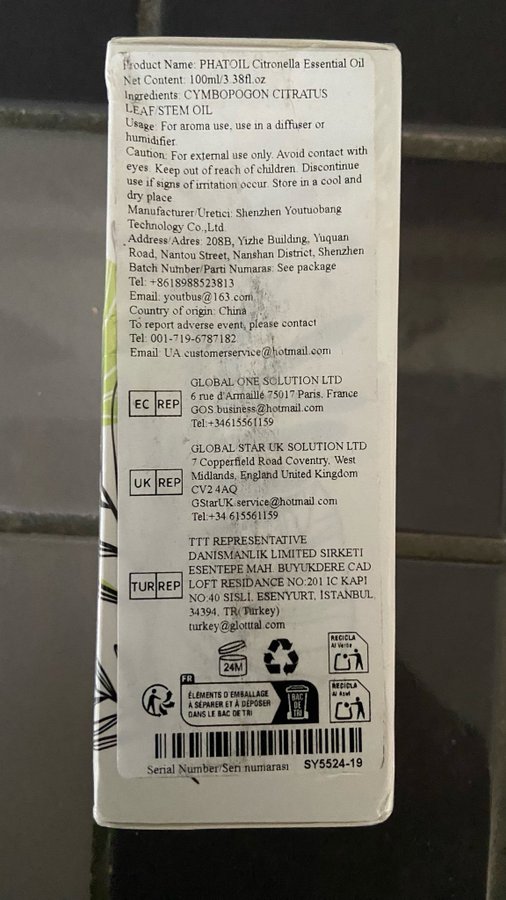 Product Name: PHATOIL Citronella Essential Oil
Net Content: 100ml/3.38fl.oz
Ingredients: CYMBOPOGON CITRATUS
LEAF/STEM OIL
Usage: For aroma use, use in a diffuser or
humidifier.
Caution: For external use only. Avoid contact with
eyes. Keep out of reach of children. Discontinue
use if signs of irritation occur. Store in a cool and
dry place
Manufacturer/Uretici: Shenzhen Youtuobang
Technology Co.,Ltd.
Address/Adres: 208B, Yizhe Building, Yuquan
Road, Nantou Street, Nanshan District, Shenzhen
Batch Number/Parti Numaras: See package
Tel: +8618988523813
Email: youtbus@163.com
Country of origin: China
To report adverse event, please contact
Tel: 001-719-6787182
Email: UA customerservice@hotmail.com
EC REP
GLOBAL ONE SOLUTION LTD
6 rue d'Armaillé 75017 Paris, France
GOS business@hotmail.com
Tel:+34615561159
UK REP
GLOBAL STAR UK SOLUTION LTD
7 Copperfield Road Coventry, West
Midlands, England United Kingdom
CV2 4AQ
GStarUK.service@hotmail.com
Tel:+34 615561159
TUR REP
TTT REPRESENTATIVE
DANISMANLIK LIMITED SIRKETI
ESENTEPE MAH. BUYUKDERE CAD
LOFT RESIDANCE NO:201 IC KAPI
NO:40 SISLI, ESENYURT, İSTANBUL,
34394, TR(Turkey)
turkey@glotttal.com
24M
RECICLA
Al Verde
FR
ÉLÉMENTS D'EMBALLAGE
À SÉPARER ET À DÉPOSER
DANS LE BAC DE TRI
BAC
DE
TRI
RECICLA
Al Azul
Serial Number/Seri numarası SY5524-19